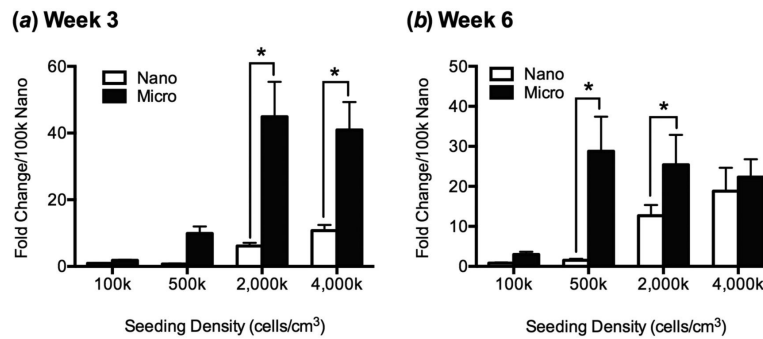 (a) Week 3
Fold Change/100k Nano
60
40
20
0
Nano
Micro
*
*
100k
500k
2,000k
4,000k
Seeding Density (cells/cm³)
(b) Week 6
Fold Change/100k Nano
50
40
30
20
10
0
Nano
Micro
*
*
100k
500k
2,000k
4,000k
Seeding Density (cells/cm³)